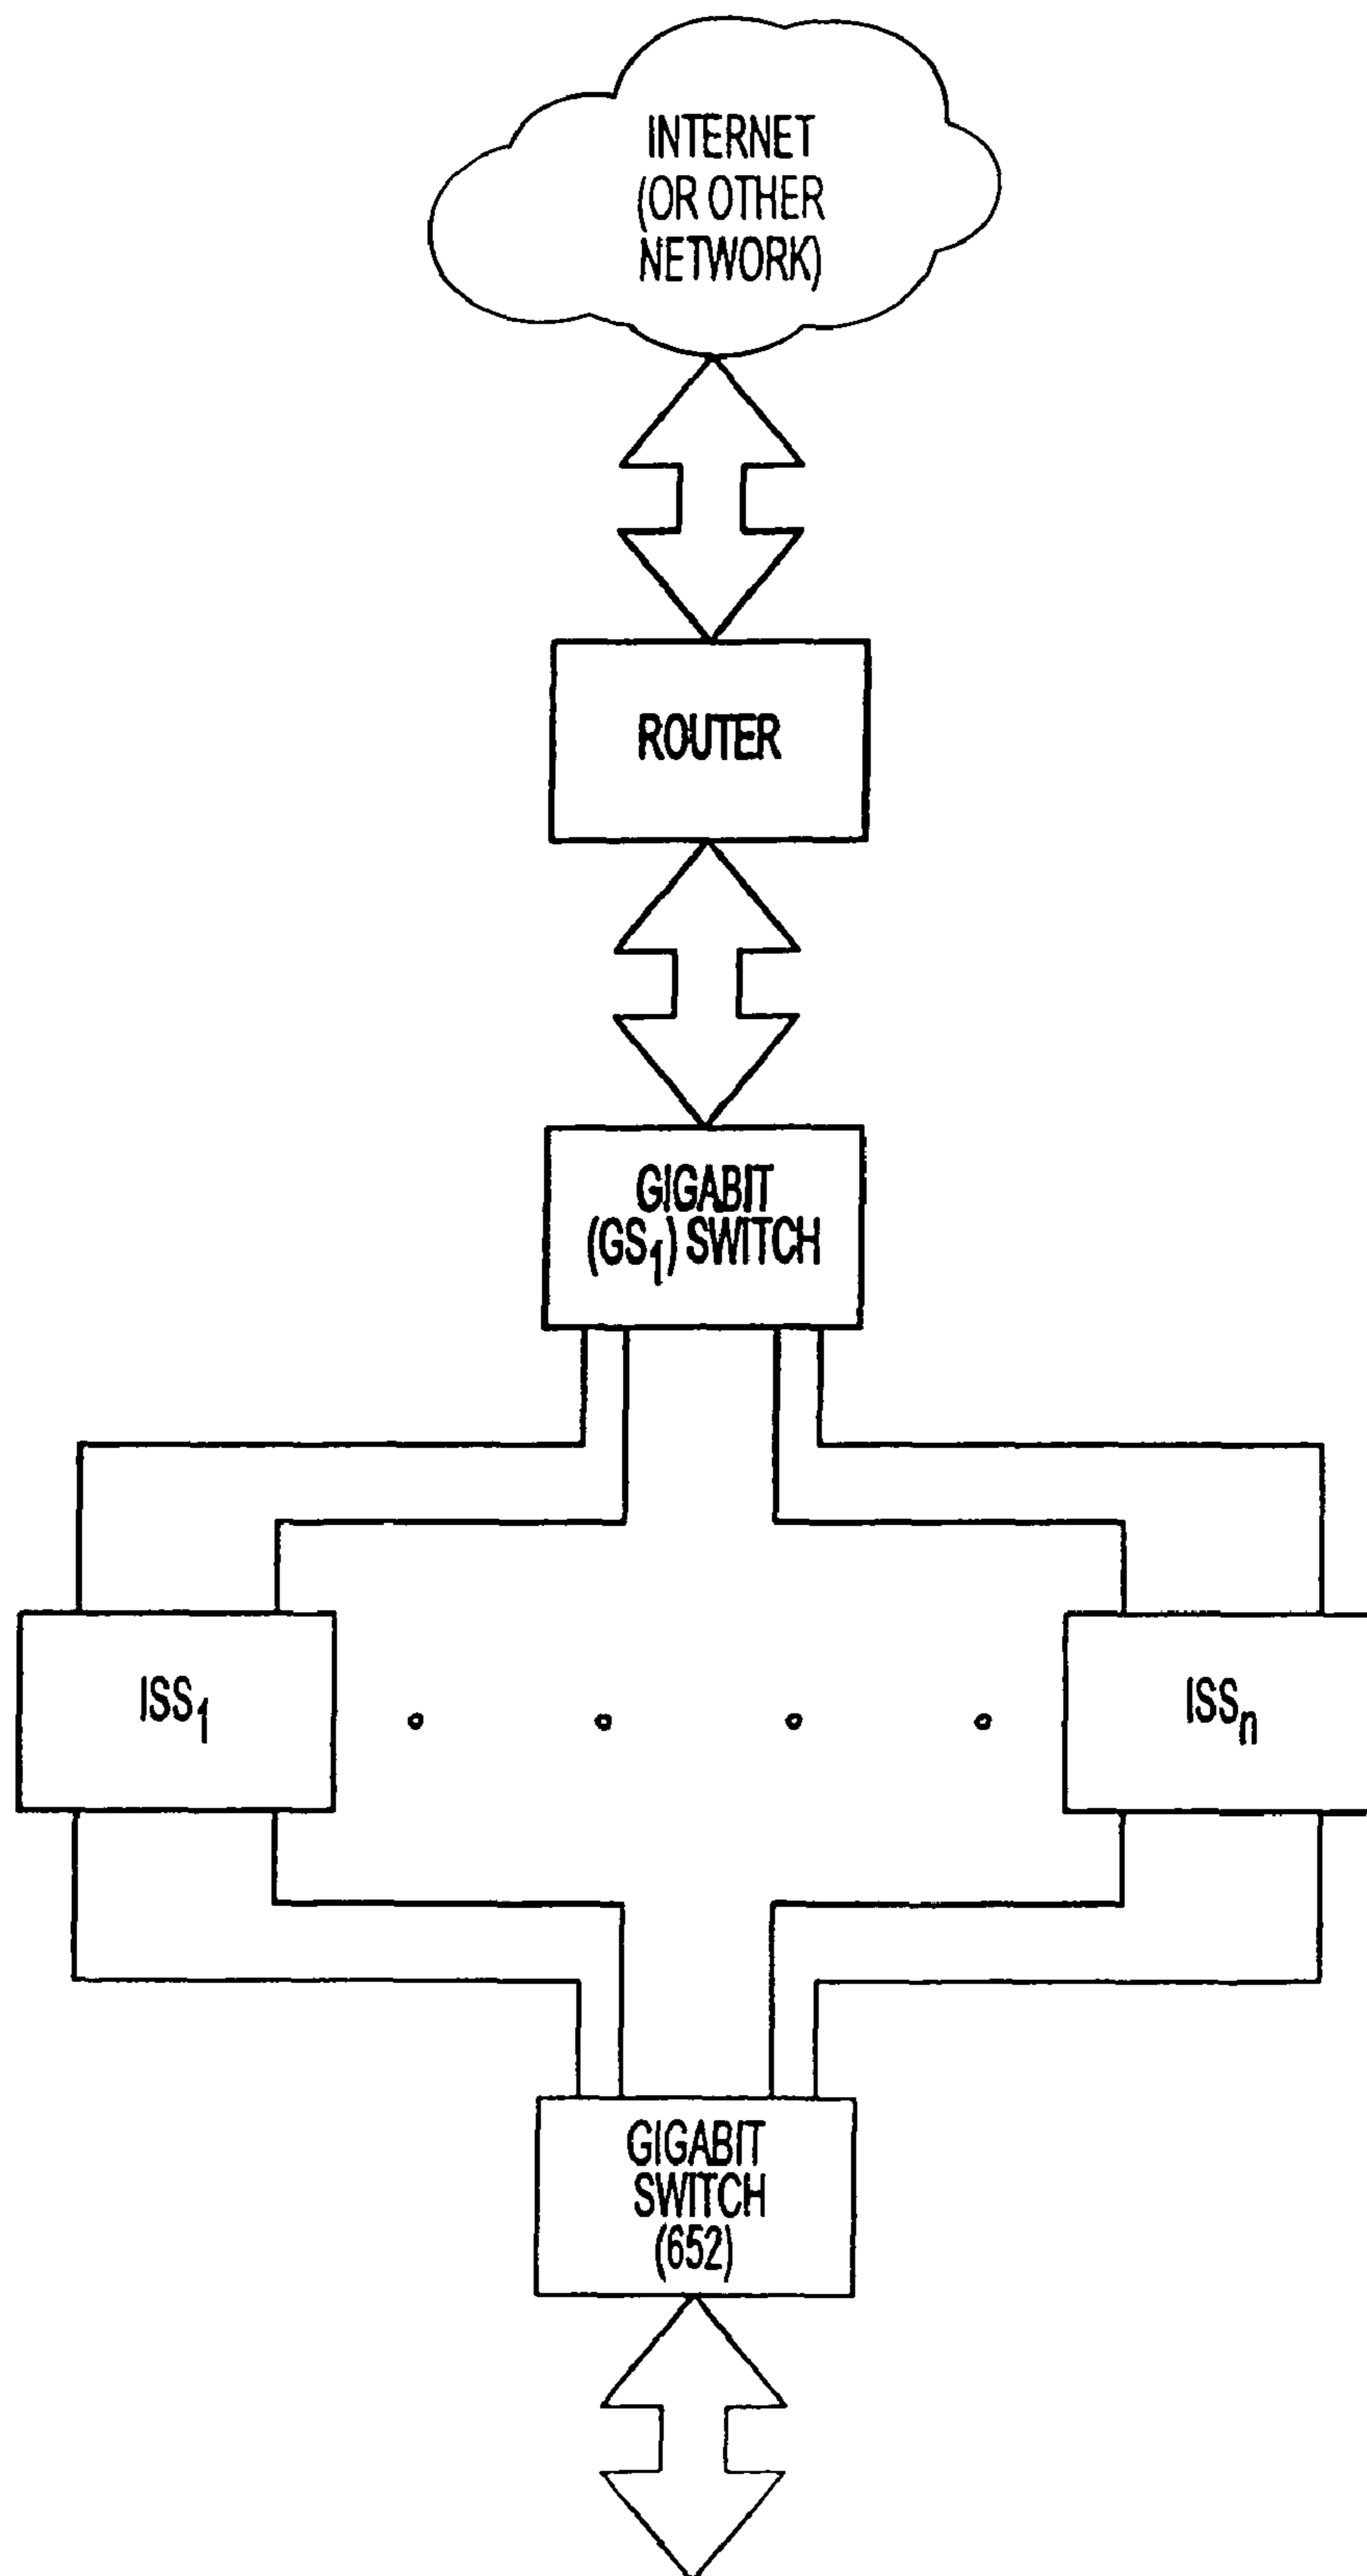 INTERNET
(OR OTHER
NETWORK)
ROUTER
GIGABIT
(GS₁) SWITCH
ISS₁
ISSₙ
GIGABIT
SWITCH
(652)